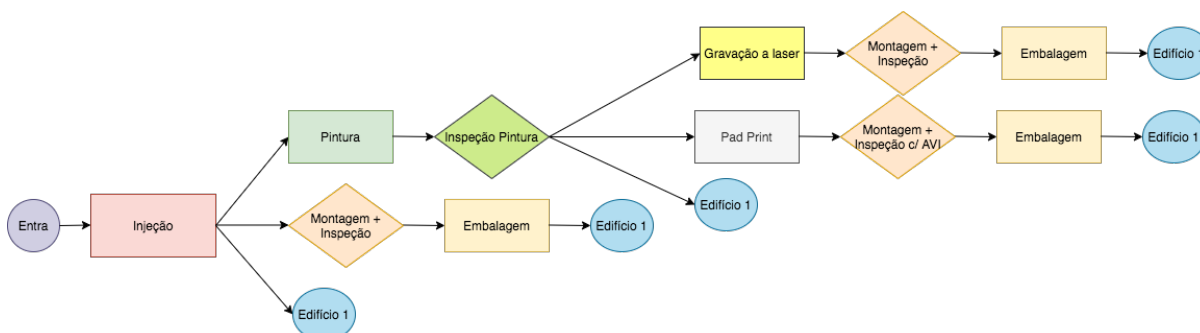 Gravação a laser
Montagem +
Inspeção
Embalagem
Edifício 1
Pintura
Inspeção Pintura
Pad Print
Montagem +
Inspeção c/ AVI
Embalagem
Edifício 1
Edifício 1
Entra
Injeção
Montagem +
Inspeção
Embalagem
Edifício 1
Edifício 1